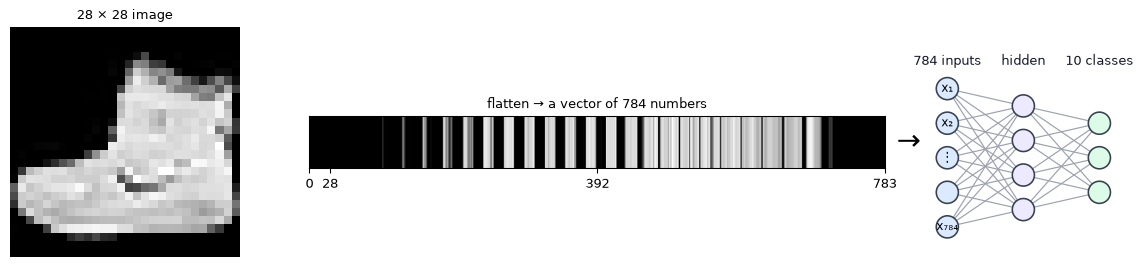 28 × 28 image
flatten → a vector of 784 numbers
0 28 392 783
→
784 inputs hidden 10 classes
x₁
x₂
⋮
x₇₈₄